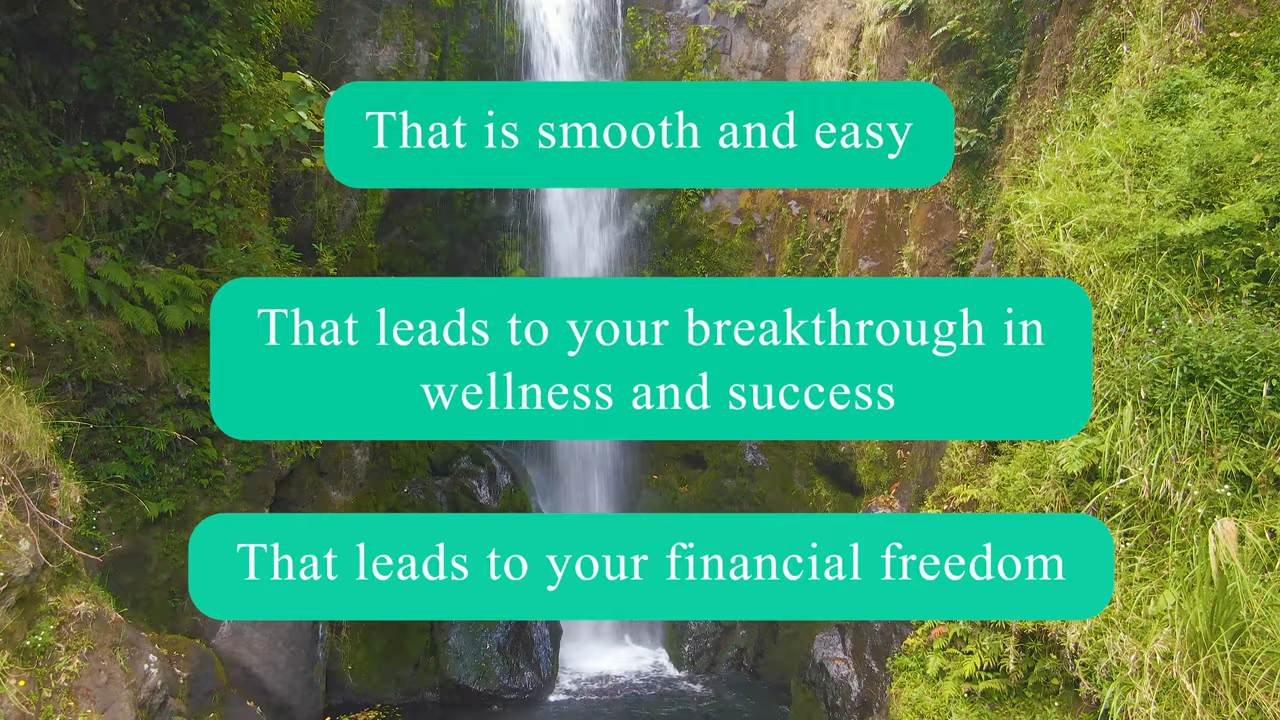 That is smooth and easy
That leads to your breakthrough in
wellness and success
That leads to your financial freedom